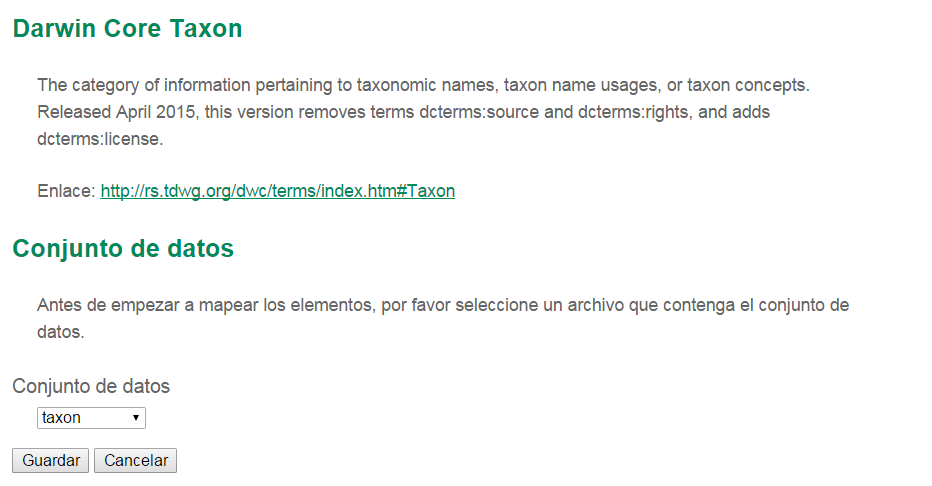 Darwin Core Taxon
The category of information pertaining to taxonomic names, taxon name usages, or taxon concepts.
Released April 2015, this version removes terms dcterms:source and dcterms:rights, and adds
dcterms:license.
Enlace: http://rs.tdwg.org/dwc/terms/index.htm#Taxon
Conjunto de datos
Antes de empezar a mapear los elementos, por favor seleccione un archivo que contenga el conjunto de
datos.
Conjunto de datos
taxon
Guardar Cancelar